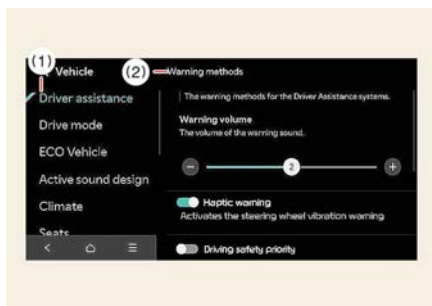 (1)
Vehicle
(2)
Warning methods
Driver assistance
The warning methods for the Driver Assistance systems.
Drive mode
Warning volume
The volume of the warning sound.
ECO Vehicle
2
Active sound design
Haptic warning
Activates the steering wheel vibration warning
Climate
Seats
Driving safety priority